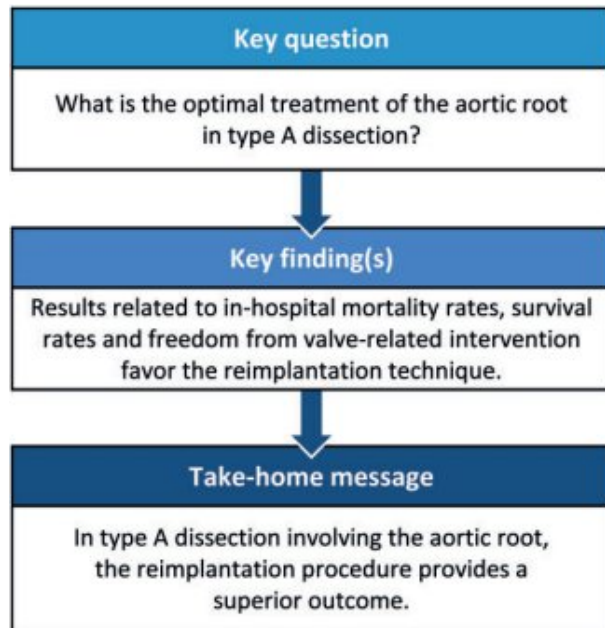 Key question
What is the optimal treatment of the aortic root
in type A dissection?
Key finding(s)
Results related to in-hospital mortality rates, survival
rates and freedom from valve-related intervention
favor the reimplantation technique.
Take-home message
In type A dissection involving the aortic root,
the reimplantation procedure provides a
superior outcome.